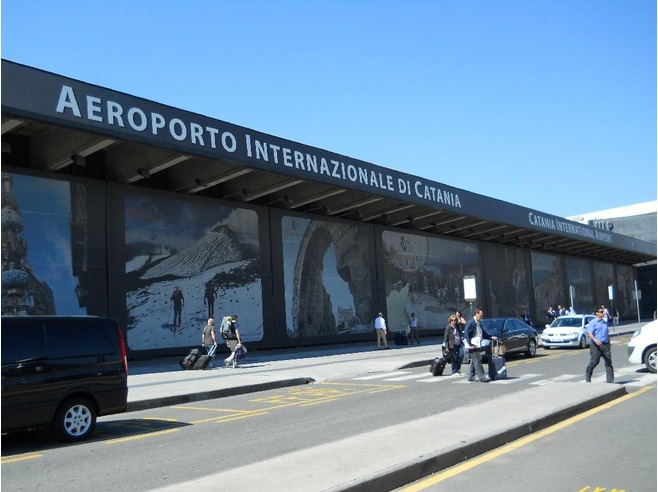 AEROPORTO INTERNAZIONALE DI CATANIA
CATANIA INTERNATIONAL AIRPORT